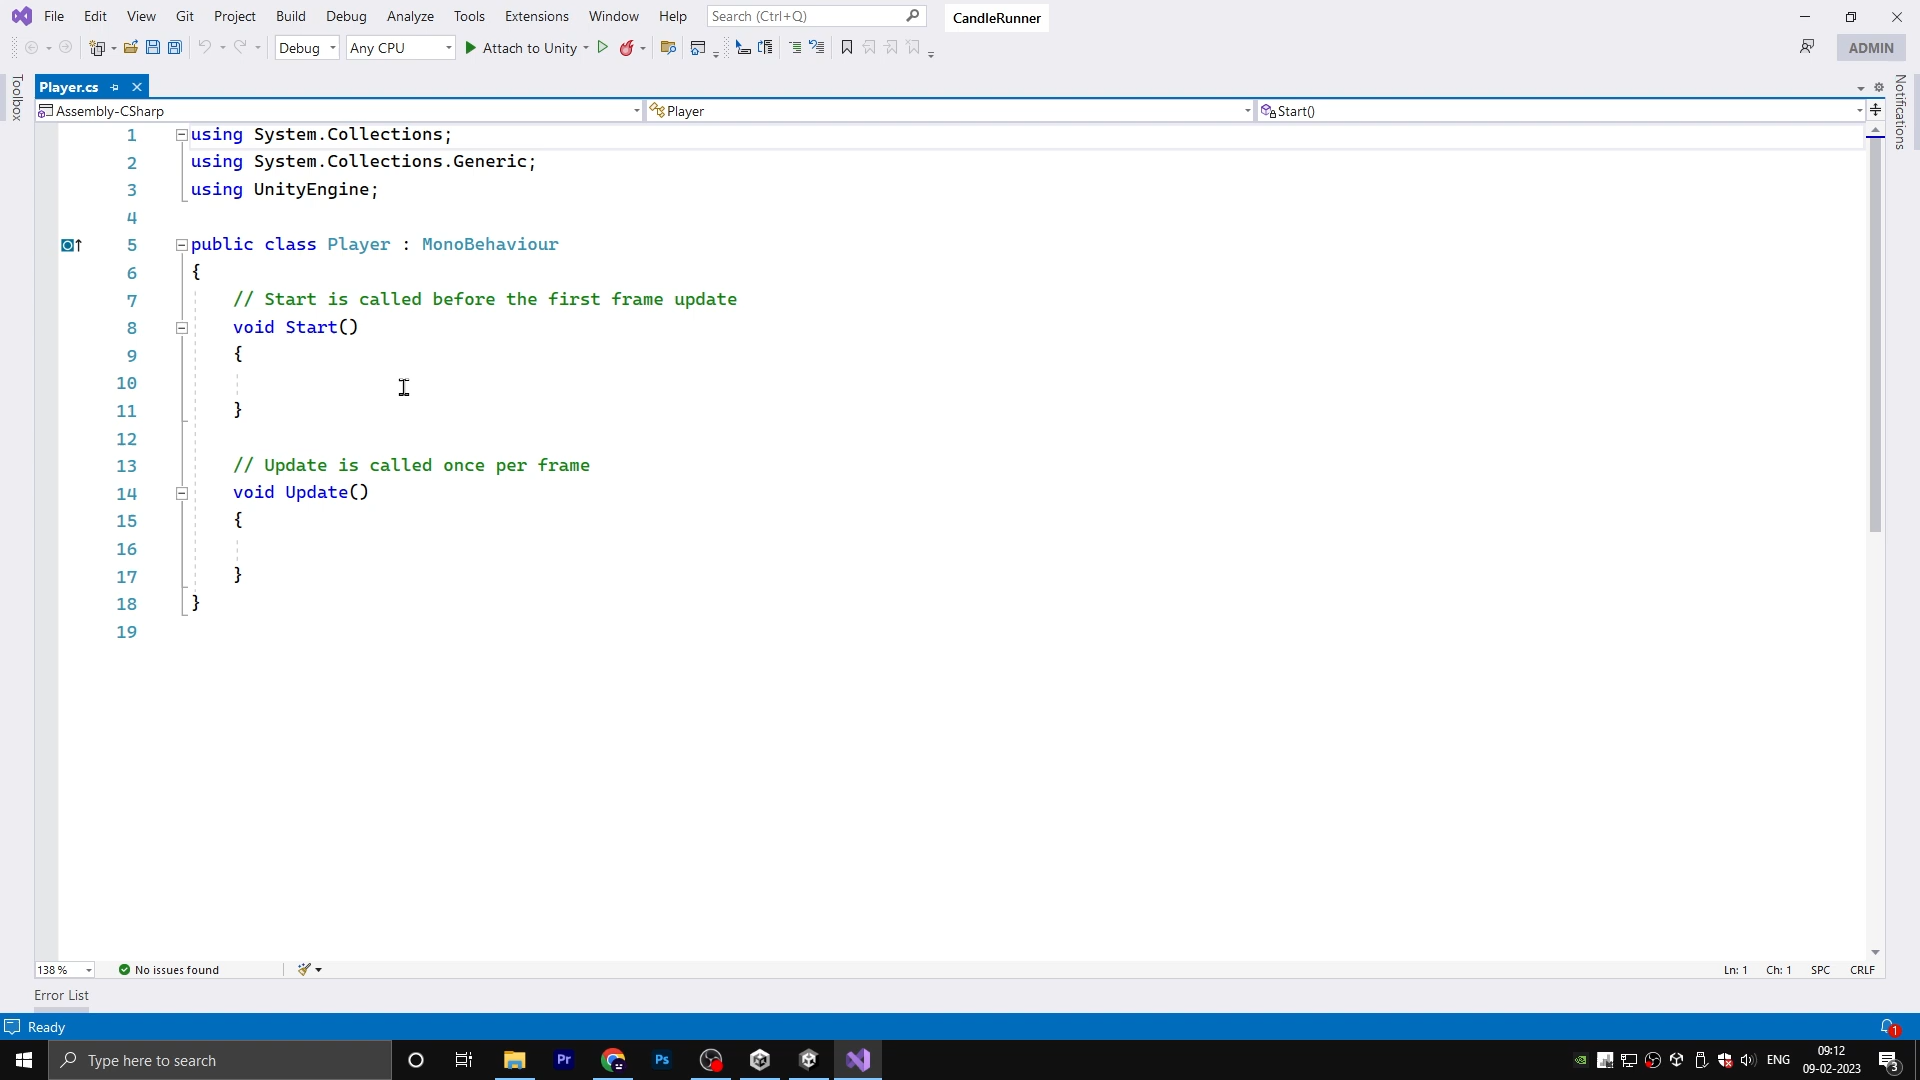 File Edit View Git Project Build Debug Analyze Tools Extensions Window Help Search (Ctrl+Q) CandleRunner
Debug Any CPU Attach to Unity ADMIN
Toolbox
Notifications
Player.cs
Assembly-CSharp Player Start()
1 using System.Collections;
2 using System.Collections.Generic;
3 using UnityEngine;
4
5 public class Player : MonoBehaviour
6 {
7 // Start is called before the first frame update
8 void Start()
9 {
10
11 }
12
13 // Update is called once per frame
14 void Update()
15 {
16
17 }
18 }
19
138 % No issues found Ln: 1 Ch: 1 SPC CRLF
Error List
Ready 1
Type here to search Pr Ps ENG 09:12
09-02-2023 3